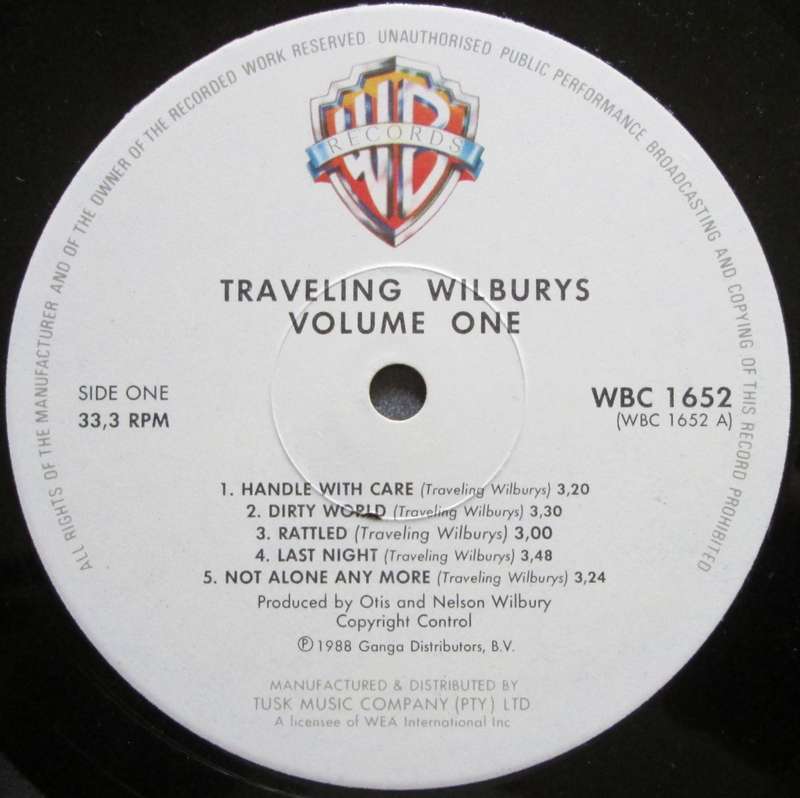 ALL RIGHTS OF THE MANUFACTURER AND OF THE OWNER OF THE RECORDED WORK RESERVED. UNAUTHORISED PUBLIC PERFORMANCE BROADCASTING AND COPYING OF THIS RECORD PROHIBITED
WB
RECORDS
TRAVELING WILBURYS
VOLUME ONE
SIDE ONE
33,3 RPM
WBC 1652
(WBC 1652 A)
1. HANDLE WITH CARE (Traveling Wilburys) 3,20
2. DIRTY WORLD (Traveling Wilburys) 3,30
3. RATTLED (Traveling Wilburys) 3,00
4. LAST NIGHT (Traveling Wilburys) 3,48
5. NOT ALONE ANY MORE (Traveling Wilburys) 3,24
Produced by Otis and Nelson Wilbury
Copyright Control
℗ 1988 Ganga Distributors, B.V.
MANUFACTURED & DISTRIBUTED BY
TUSK MUSIC COMPANY (PTY) LTD
A licensee of WEA International Inc